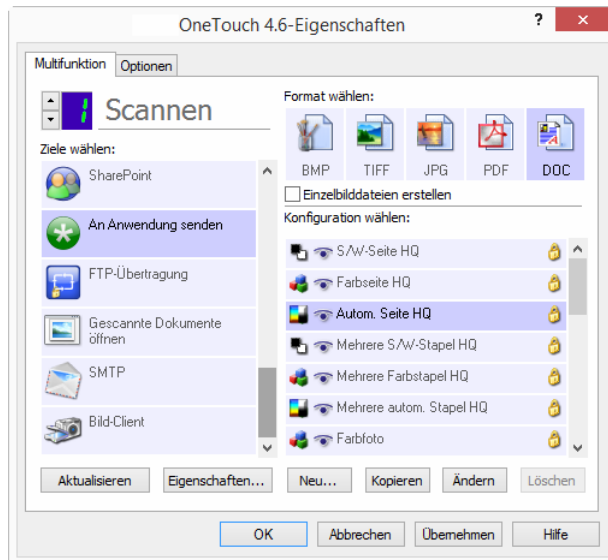 OneTouch 4.6-Eigenschaften
?
×
Multifunktion
Optionen
1
Scannen
Ziele wählen:
SharePoint
An Anwendung senden
FTP-Übertragung
Gescannte Dokumente
öffnen
SMTP
Bild-Client
Format wählen:
BMP TIFF JPG PDF DOC
Einzelbilddateien erstellen
Konfiguration wählen:
S/W-Seite HQ
Farbseite HQ
Autom. Seite HQ
Mehrere S/W-Stapel HQ
Mehrere Farbstapel HQ
Mehrere autom. Stapel HQ
Farbfoto
Aktualisieren Eigenschaften... Neu... Kopieren Ändern Löschen
OK Abbrechen Übernehmen Hilfe